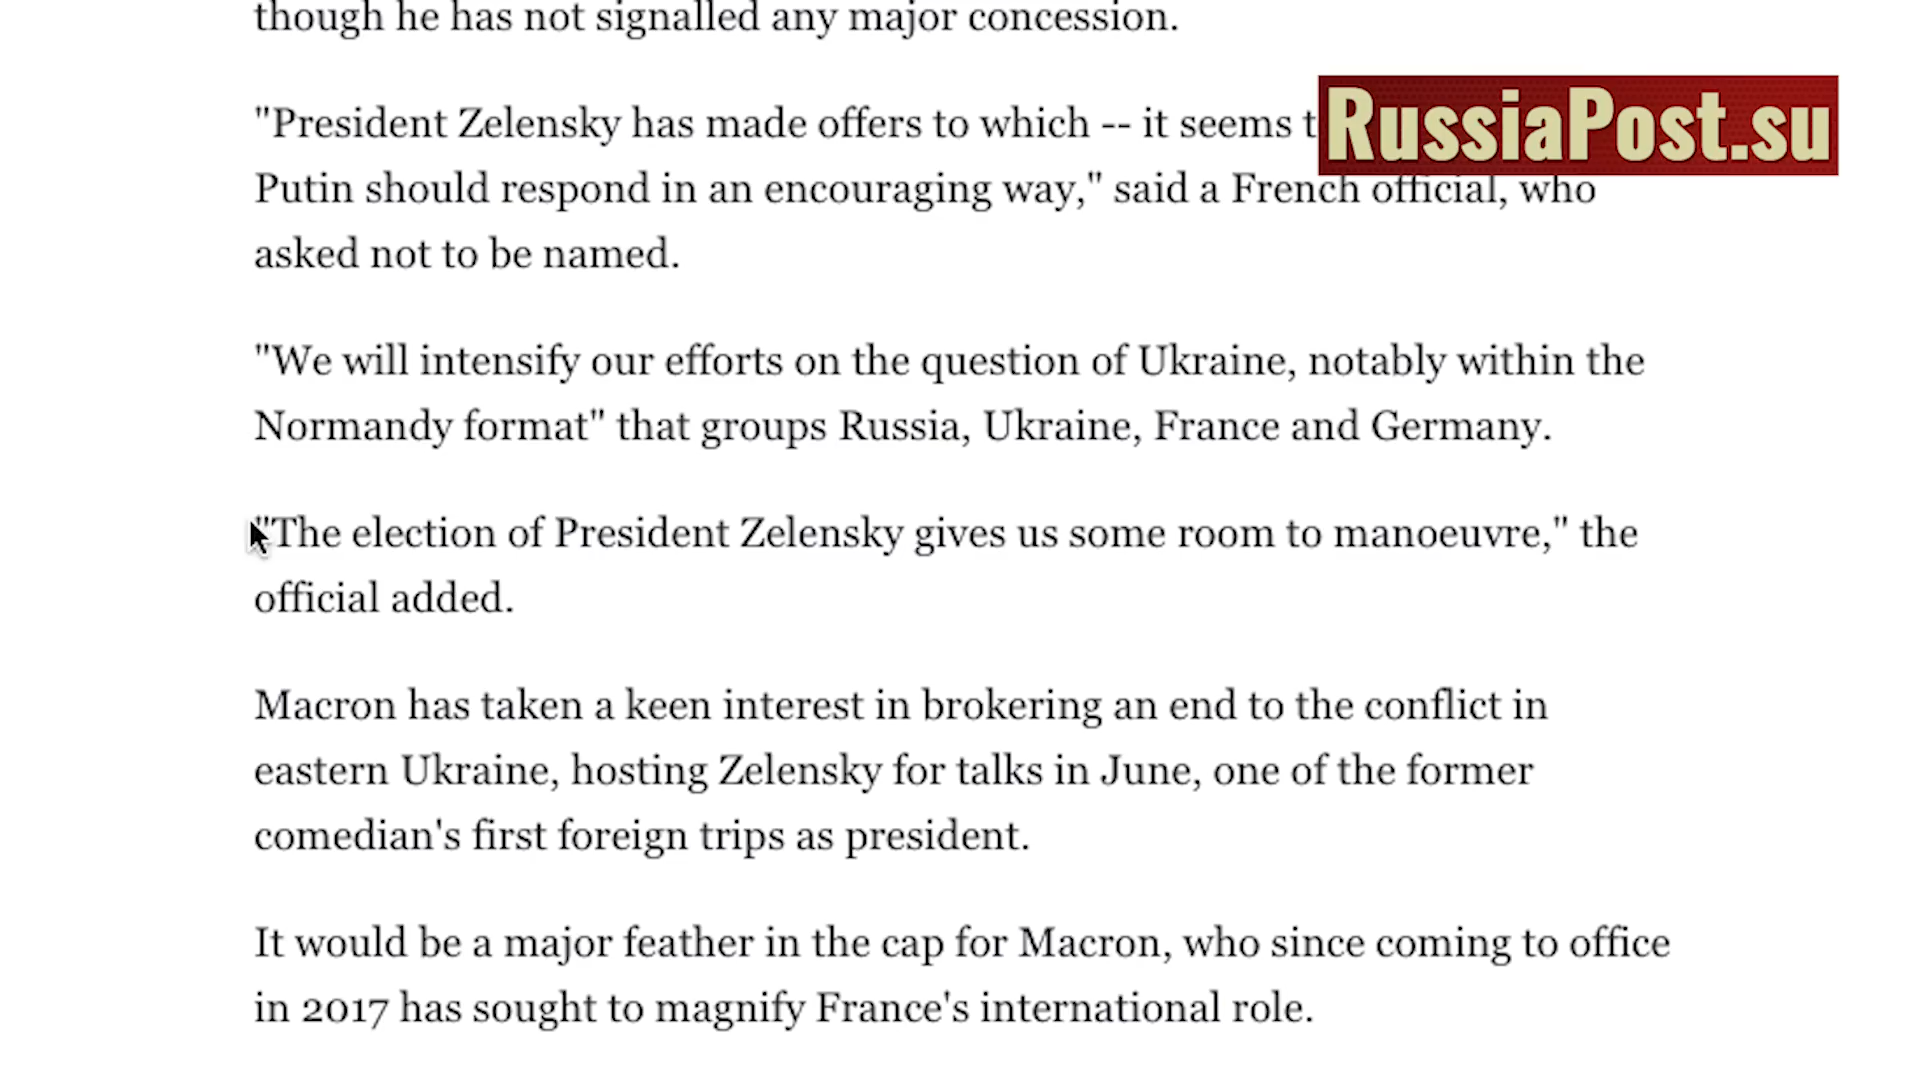 though he has not signalled any major concession.
"President Zelensky has made offers to which -- it seems
RussiaPost.su
Putin should respond in an encouraging way," said a French official, who
asked not to be named.
"We will intensify our efforts on the question of Ukraine, notably within the
Normandy format" that groups Russia, Ukraine, France and Germany.
"The election of President Zelensky gives us some room to manoeuvre," the
official added.
Macron has taken a keen interest in brokering an end to the conflict in
eastern Ukraine, hosting Zelensky for talks in June, one of the former
comedian's first foreign trips as president.
It would be a major feather in the cap for Macron, who since coming to office
in 2017 has sought to magnify France's international role.